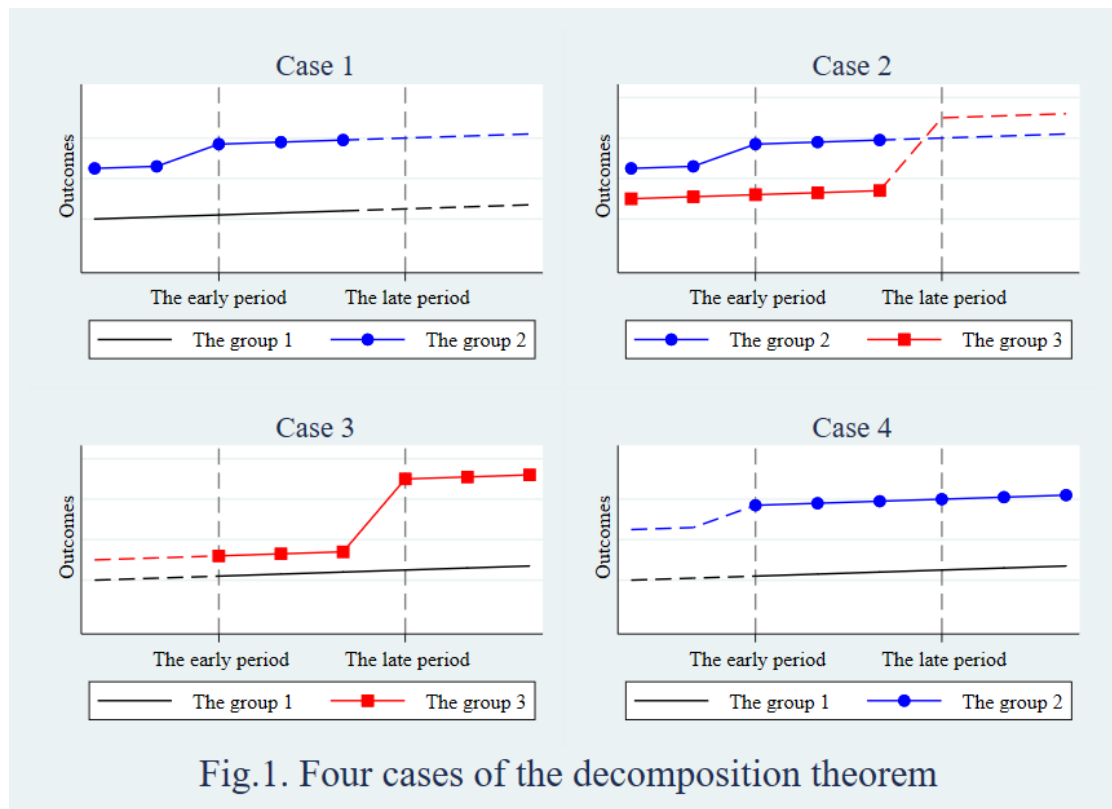 Case 1
Outcomes
The early period The late period
The group 1 The group 2
Case 2
Outcomes
The early period The late period
The group 2 The group 3
Case 3
Outcomes
The early period The late period
The group 1 The group 3
Case 4
Outcomes
The early period The late period
The group 1 The group 2
Fig.1. Four cases of the decomposition theorem